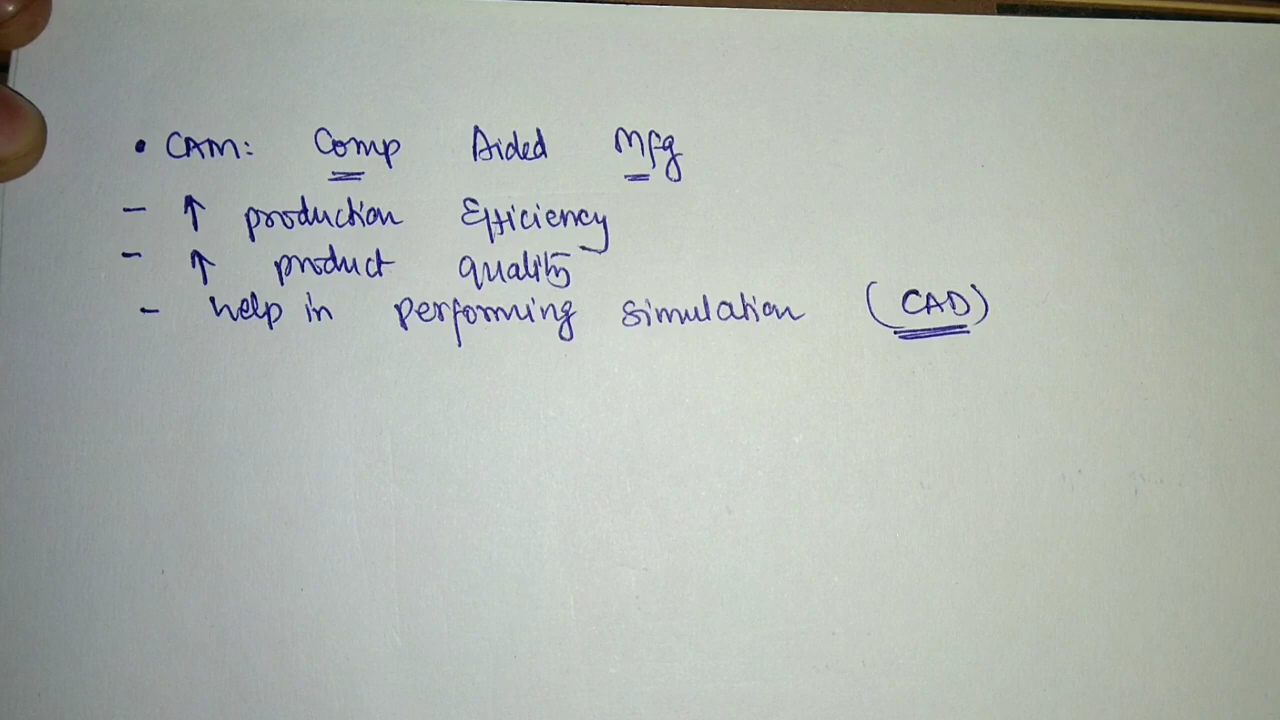 • CAM: Comp Aided Mfg
- ↑ production Efficiency
- ↑ product quality
- help in performing simulation (CAD)